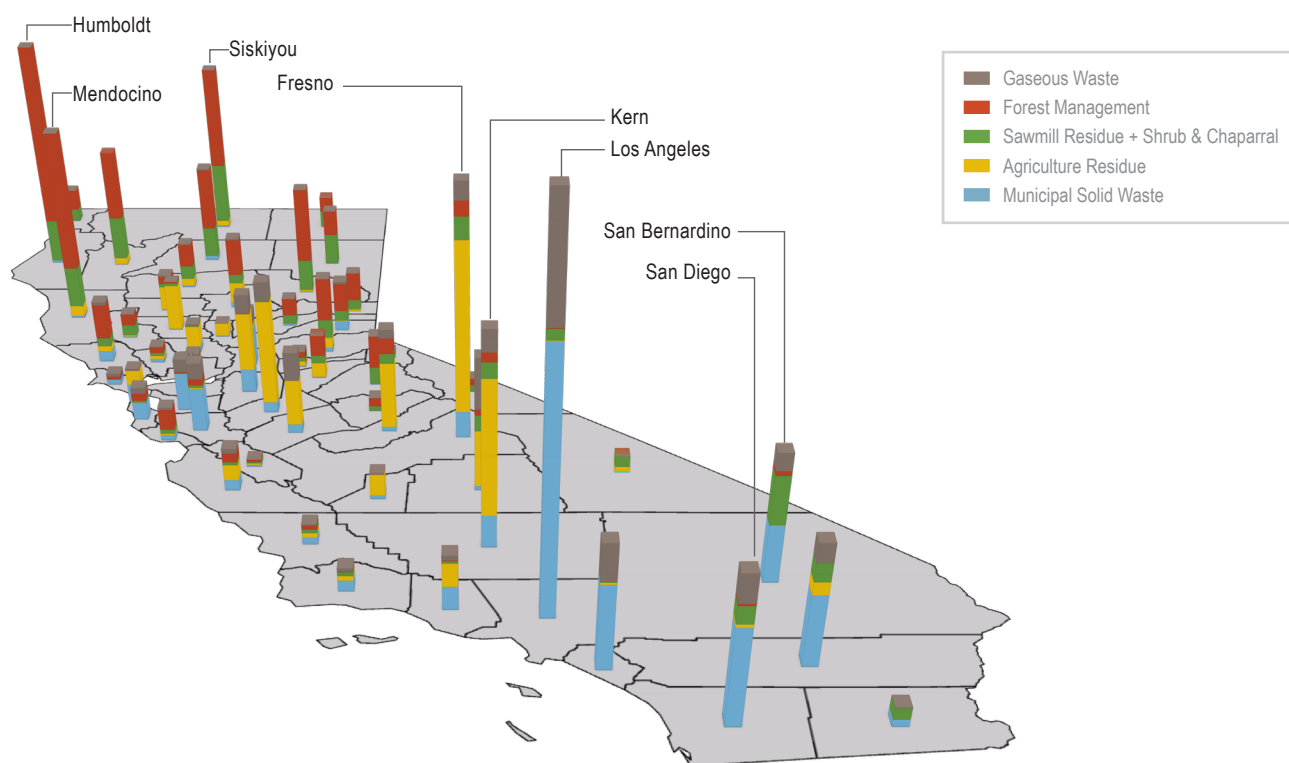 Humboldt
Siskiyou
Mendocino
Fresno
Kern
Los Angeles
San Bernardino
San Diego
Gaseous Waste
Forest Management
Sawmill Residue + Shrub & Chaparral
Agriculture Residue
Municipal Solid Waste